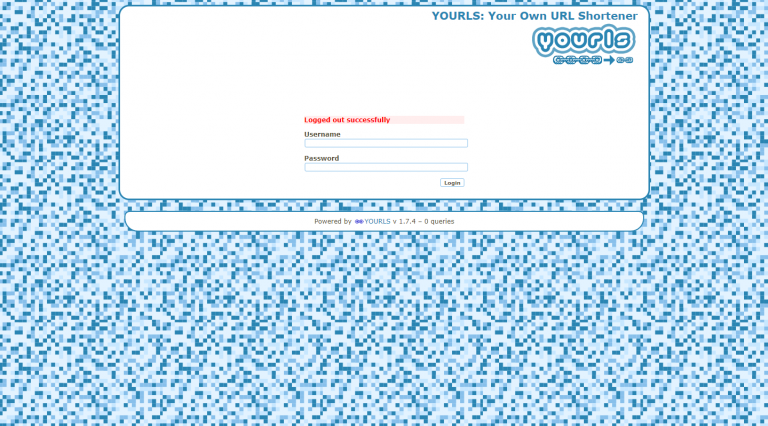 YOURLS: Your Own URL Shortener
yourls
Logged out successfully
Username
Password
Login
Powered by YOURLS v 1.7.4 – 0 queries